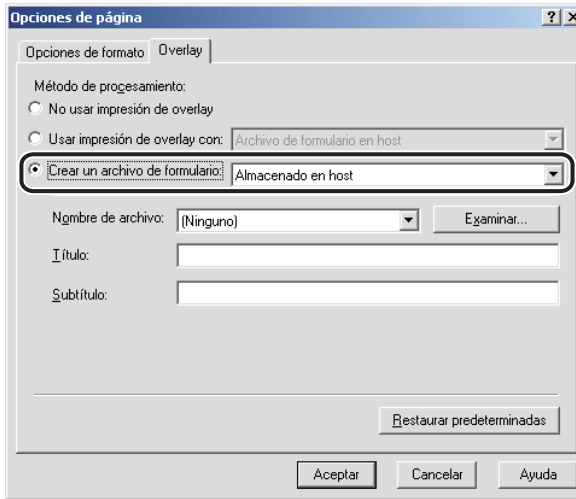 Opciones de página
Opciones de formato Overlay
Método de procesamiento:
No usar impresión de overlay
Usar impresión de overlay con: Archivo de formulario en host
Crear un archivo de formulario: Almacenado en host
Nombre de archivo: (Ninguno) Examinar...
Título:
Subtítulo:
Restaurar predeterminadas
Aceptar Cancelar Ayuda